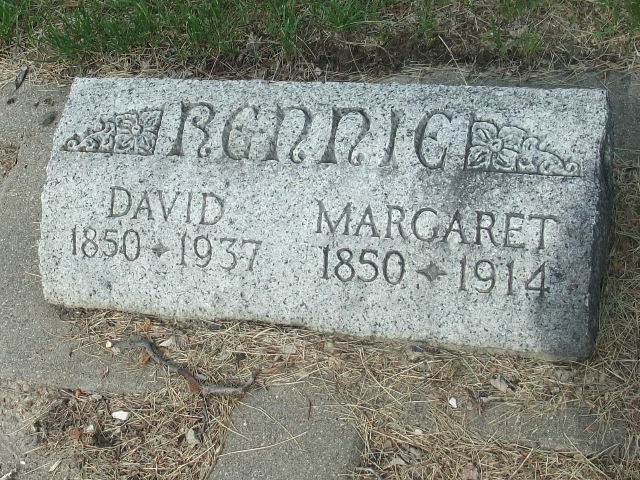 RENNIE
DAVID MARGARET
1850 ✦ 1937 1850 ✦ 1914